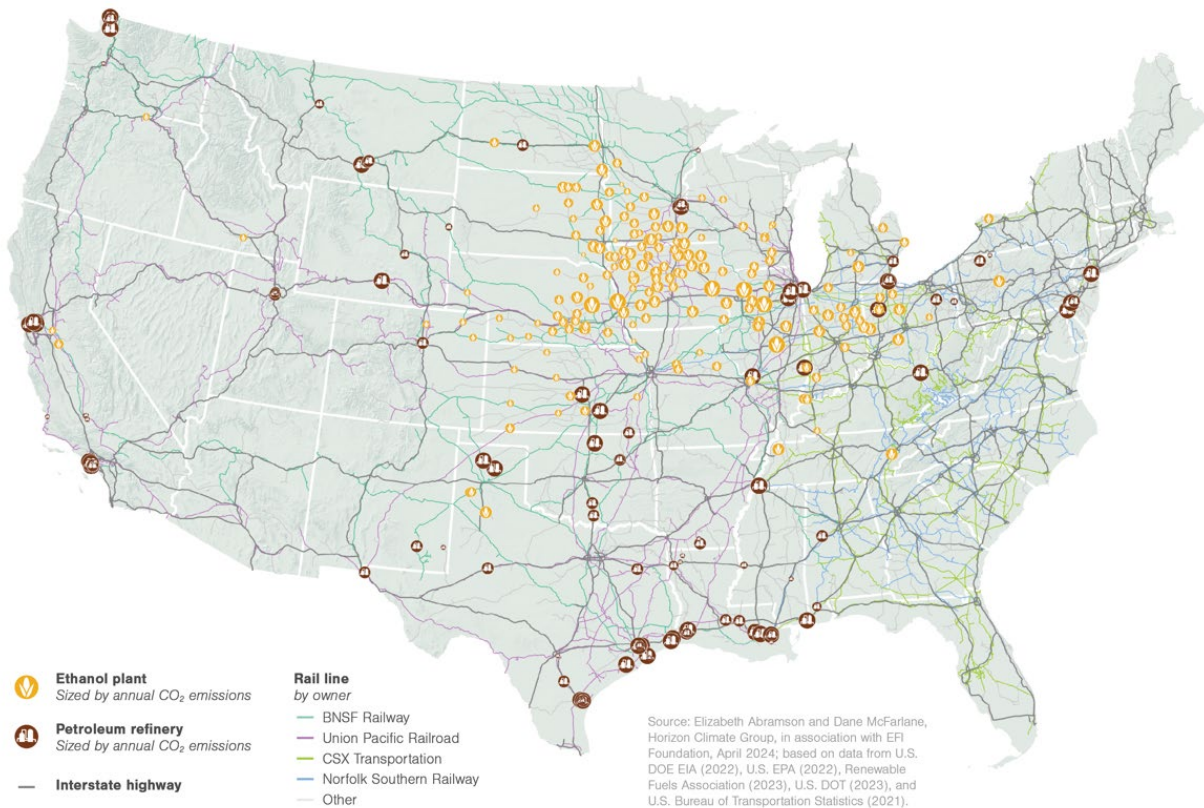 Ethanol plant
Sized by annual CO₂ emissions
Petroleum refinery
Sized by annual CO₂ emissions
Interstate highway
Rail line
by owner
BNSF Railway
Union Pacific Railroad
CSX Transportation
Norfolk Southern Railway
Other
Source: Elizabeth Abramson and Dane McFarlane,
Horizon Climate Group, in association with EFI
Foundation, April 2024; based on data from U.S.
DOE EIA (2022), U.S. EPA (2022), Renewable
Fuels Association (2023), U.S. DOT (2023), and
U.S. Bureau of Transportation Statistics (2021).